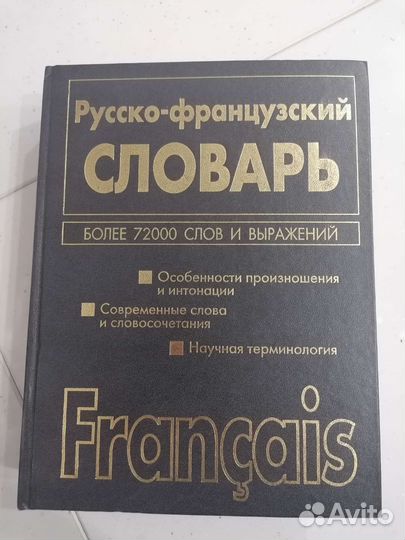 Русско-французский
СЛОВАРЬ
БОЛЕЕ 72000 СЛОВ И ВЫРАЖЕНИЙ
Особенности произношения
и интонации
Современные слова
и словосочетания
Научная терминология
Français
Avito